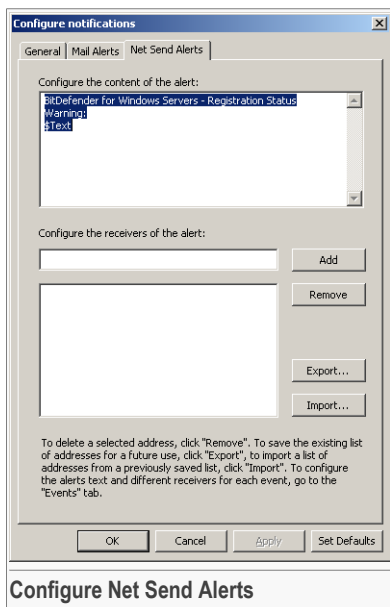 Configure notifications
General
Mail Alerts
Net Send Alerts
Configure the content of the alert:
BitDefender for Windows Servers - Registration Status
Warning:
$Text
Configure the receivers of the alert:
Add
Remove
Export...
Import...
To delete a selected address, click "Remove". To save the existing list
of addresses for a future use, click "Export", to import a list of
addresses from a previously saved list, click "Import". To configure
the alerts text and different receivers for each event, go to the
"Events" tab.
OK
Cancel
Apply
Set Defaults
Configure Net Send Alerts